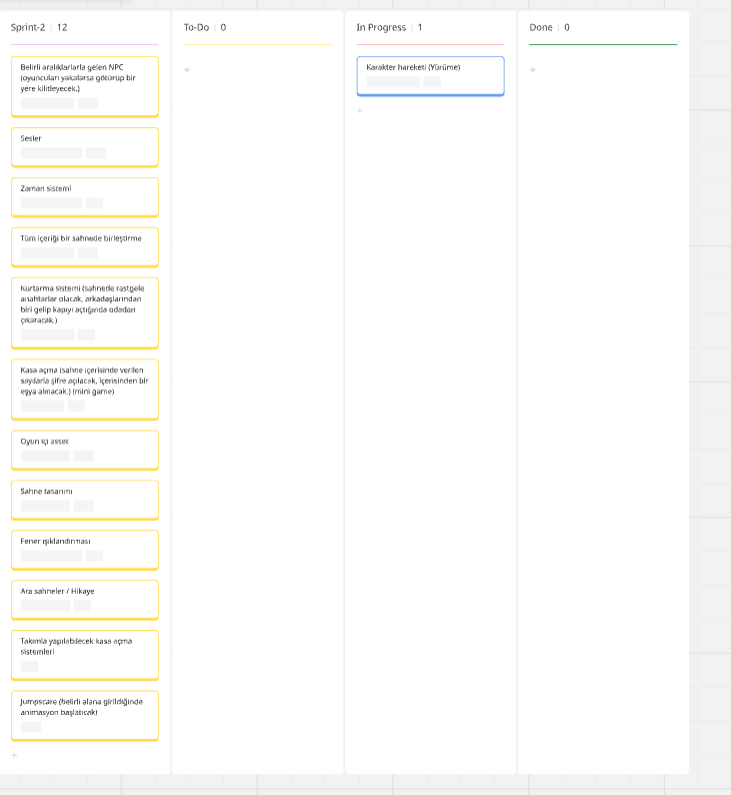 Sprint-2 | 12
Belirli aralıklarlarla gelen NPC
(oyuncuları yakalarsa götürüp bir
yere kilitleyecek.)
Sesler
Zaman sistemi
Tüm içeriği bir sahnede birleştirme
Kurtarma sistemi (sahnede rastgele
anahtarlar olacak, arkadaşlarından
biri gelip kapıyı açtığında odadan
çıkaracak.)
Kasa açma (sahne içerisinde verilen
sayılarla şifre açılacak, içerisinden bir
eşya alınacak.) (mini game)
Oyun içi asset
Sahne tasarımı
Fener ışıklandırması
Ara sahneler / Hikaye
Takımla yapılabilecek kasa açma
sistemleri
Jumpscare (belirli alana girildiğinde
animasyon başlatıcak)
+
To-Do | 0
+
In Progress | 1
Karakter hareketi (Yürüme)
+
Done | 0
+